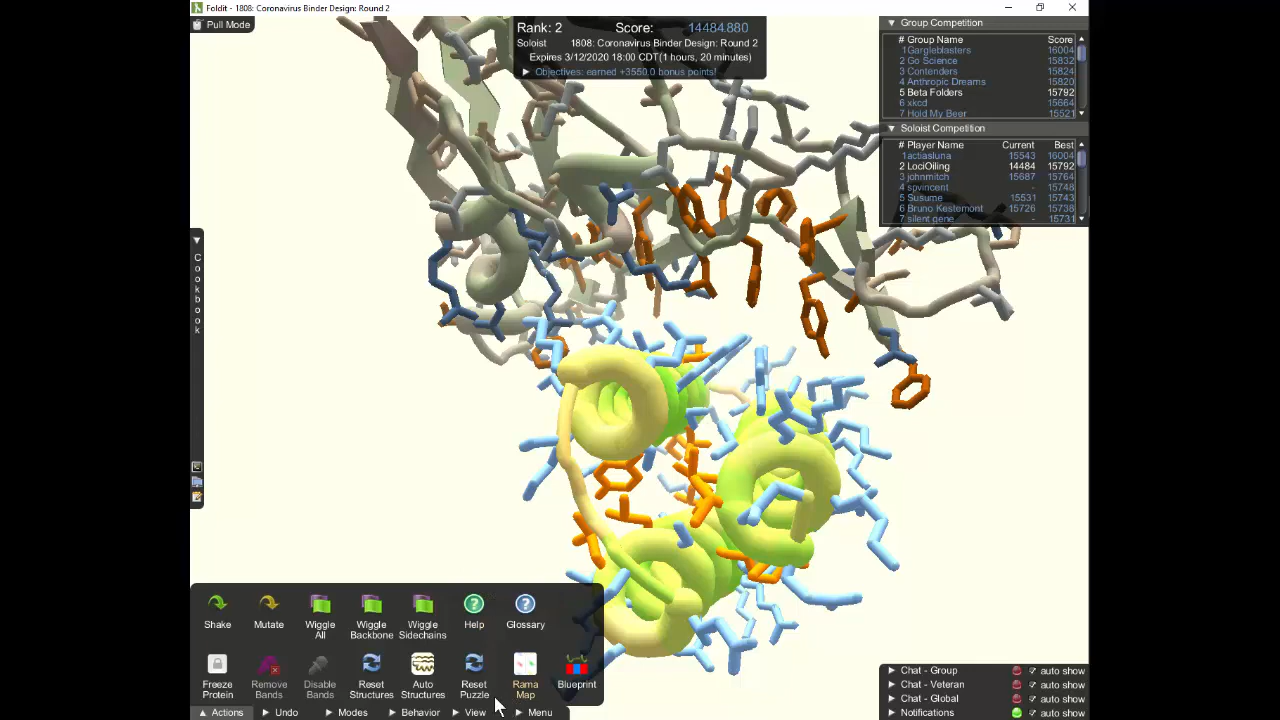 Foldit - 1808: Coronavirus Binder Design: Round 2
Pull Mode
Rank: 2 Score: 14484.880
Soloist 1808: Coronavirus Binder Design: Round 2
Expires 3/12/2020 18:00 CDT(1 hours, 20 minutes)
Objectives: earned +3550.0 bonus points!
Group Competition
# Group Name Score
1 Gargleblasters 16004
2 Go Science 15832
3 Contenders 15824
4 Anthropic Dreams 15820
5 Beta Folders 15792
6 xkcd 15664
7 Hold My Beer 15521
Soloist Competition
# Player Name Current Best
1 actiasluna 15543 16004
2 LociOiling 14484 15792
3 johnmitch 15687 15764
4 spvincent - 15748
5 Susume 15531 15743
6 Bruno Kestemont 15726 15738
7 silent gene - 15731
Cookbook
Shake
Mutate
Wiggle All
Wiggle Backbone
Wiggle Sidechains
Help
Glossary
Freeze Protein
Remove Bands
Disable Bands
Reset Structures
Auto Structures
Reset Puzzle
Rama Map
Blueprint
Actions Undo Modes Behavior View Menu
Chat - Group auto show
Chat - Veteran auto show
Chat - Global auto show
Notifications auto show